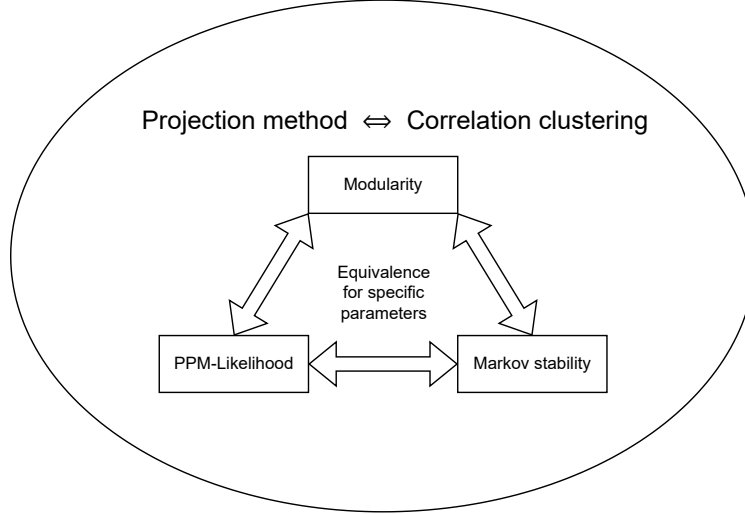 Projection method ⇔ Correlation clustering
Modularity
Equivalence
for specific
parameters
PPM-Likelihood
Markov stability